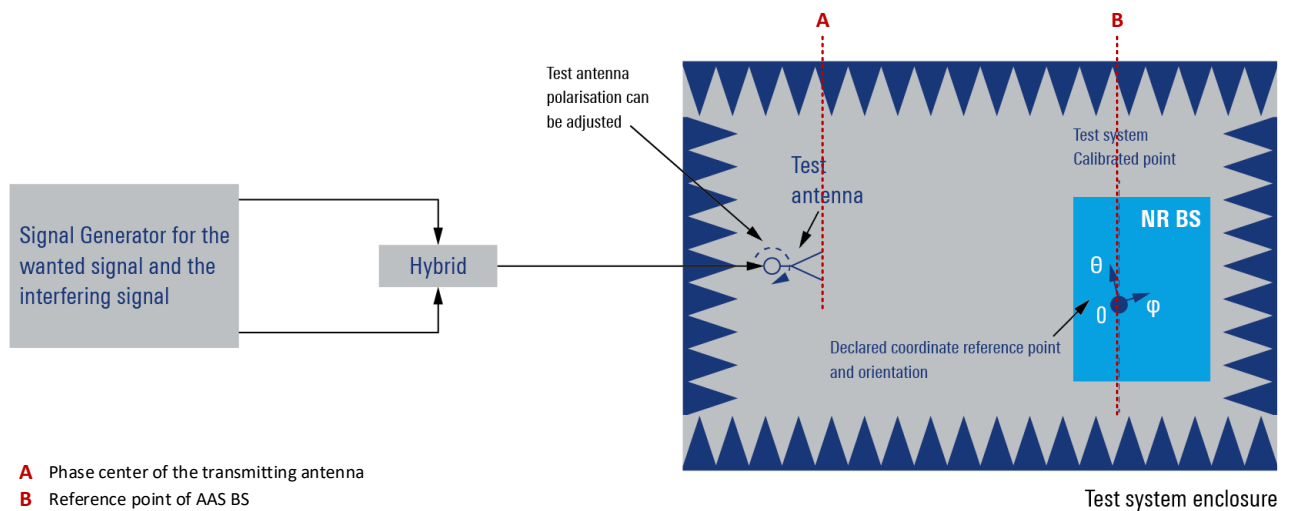 A
B
Test antenna
polarisation can
be adjusted
Test system
Calibrated point
Test
antenna
NR BS
Signal Generator for the
wanted signal and the
interfering signal
Hybrid
θ
0
φ
Declared coordinate reference point
and orientation
A Phase center of the transmitting antenna
B Reference point of AAS BS
Test system enclosure